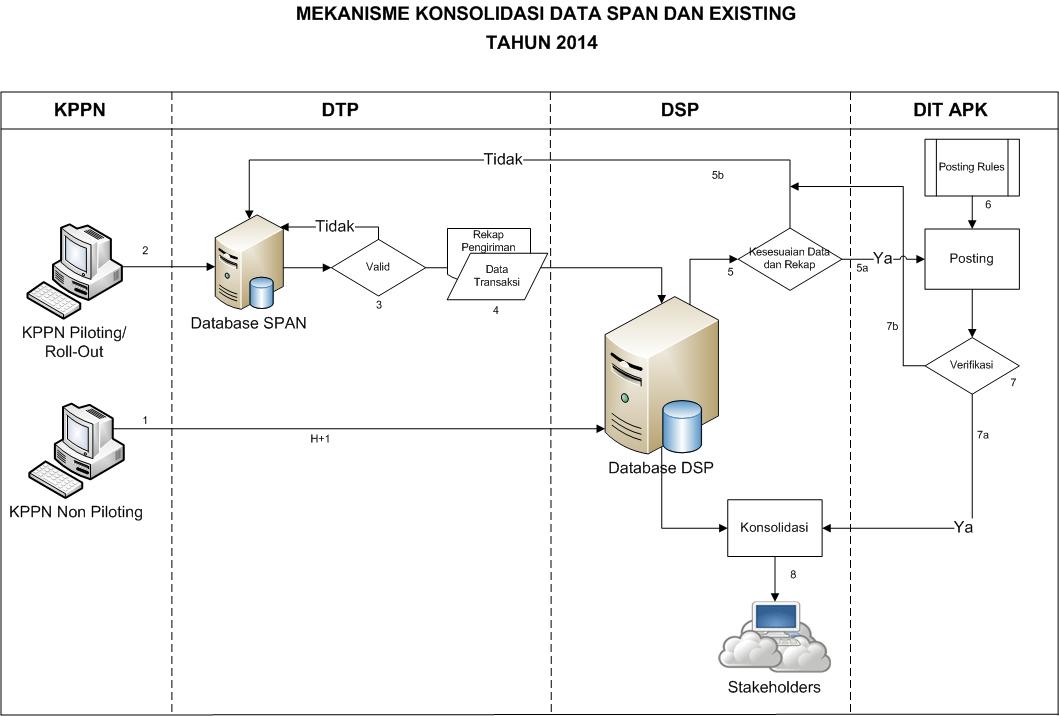 MEKANISME KONSOLIDASI DATA SPAN DAN EXISTING
TAHUN 2014
KPPN
DTP
DSP
DIT APK
Tidak
5b
Posting Rules
6
2
Tidak
Rekap
Pengiriman
Data
Transaksi
Valid
3
4
Kesesuaian Data
dan Rekap
5
5a
Ya
Posting
Database SPAN
KPPN Piloting/
Roll-Out
7b
Verifikasi
7
1
H+1
7a
Database DSP
KPPN Non Piloting
Konsolidasi
Ya
8
Stakeholders